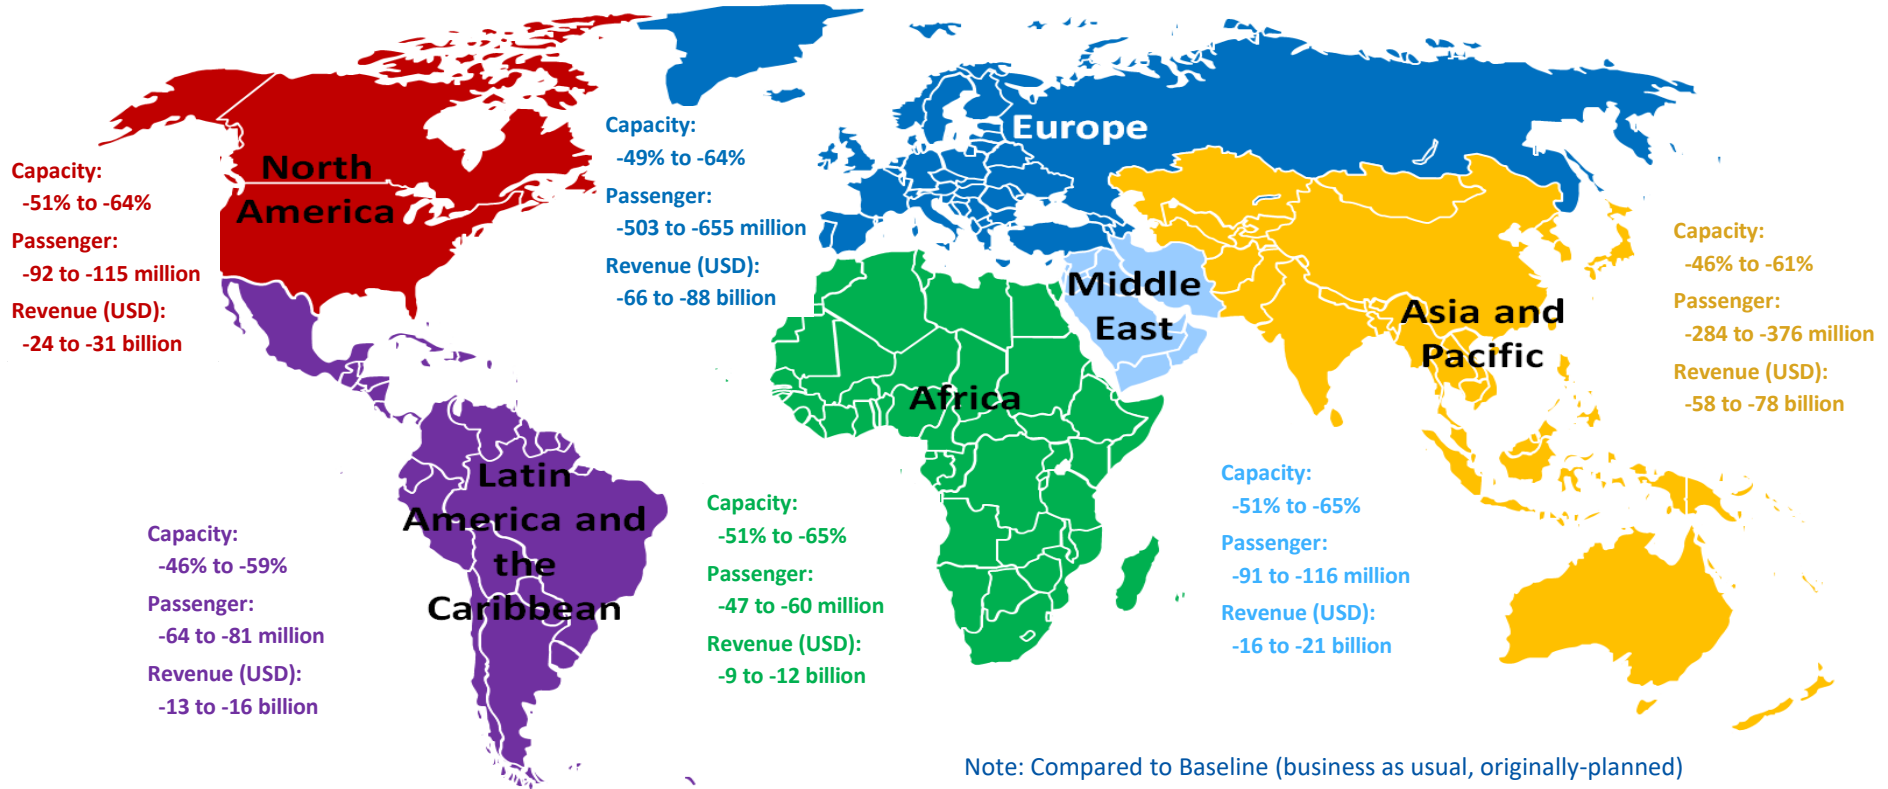 North
America
Capacity:
-51% to -64%
Passenger:
-92 to -115 million
Revenue (USD):
-24 to -31 billion
Capacity:
-49% to -64%
Passenger:
-503 to -655 million
Revenue (USD):
-66 to -88 billion
Europe
Middle
East
Asia and
Pacific
Capacity:
-46% to -61%
Passenger:
-284 to -376 million
Revenue (USD):
-58 to -78 billion
Africa
Latin
America and
the
Caribbean
Capacity:
-46% to -59%
Passenger:
-64 to -81 million
Revenue (USD):
-13 to -16 billion
Capacity:
-51% to -65%
Passenger:
-47 to -60 million
Revenue (USD):
-9 to -12 billion
Capacity:
-51% to -65%
Passenger:
-91 to -116 million
Revenue (USD):
-16 to -21 billion
Note: Compared to Baseline (business as usual, originally-planned)